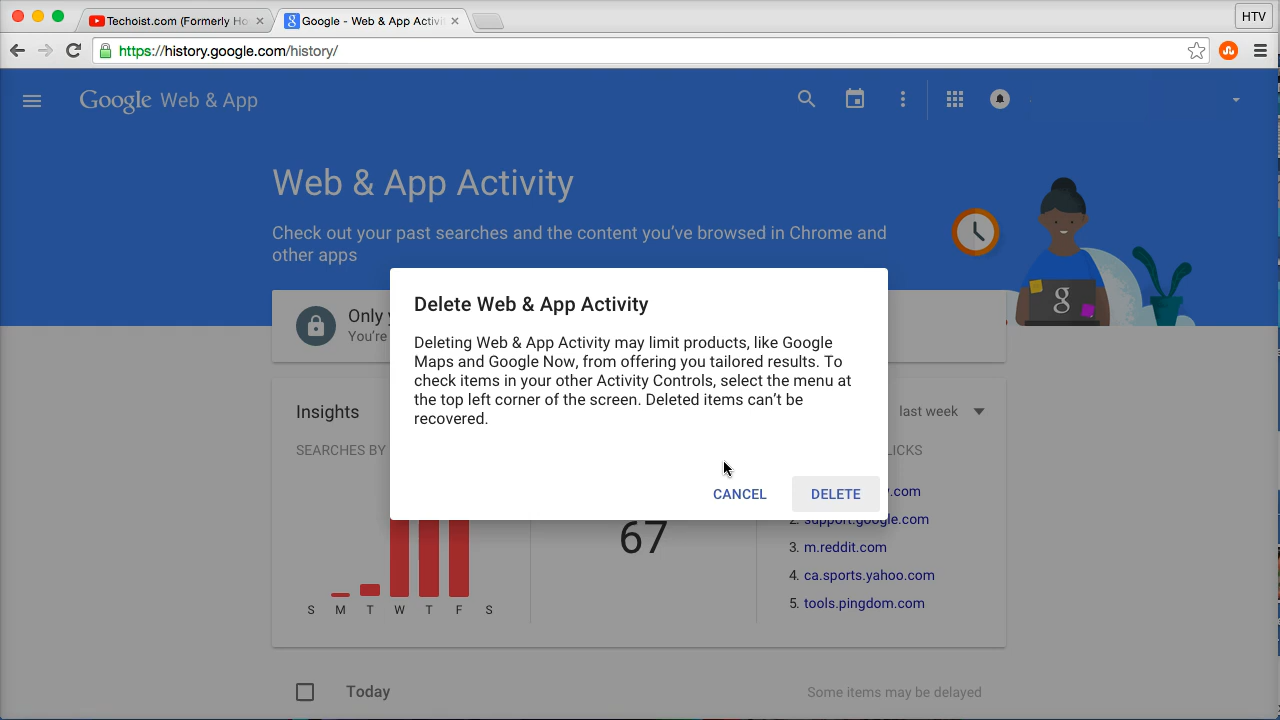 Techoist.com (Formerly Ho
Google - Web & App Activi
HTV
https://history.google.com/history/
Google Web & App
Web & App Activity
Check out your past searches and the content you've browsed in Chrome and
other apps
g
Only
You're
Delete Web & App Activity
Deleting Web & App Activity may limit products, like Google
Maps and Google Now, from offering you tailored results. To
check items in your other Activity Controls, select the menu at
the top left corner of the screen. Deleted items can't be
recovered.
CANCEL
DELETE
Insights
last week
SEARCHES BY
LICKS
.com
67
2. support.google.com
3. m.reddit.com
4. ca.sports.yahoo.com
5. tools.pingdom.com
S M T W T F S
Today
Some items may be delayed